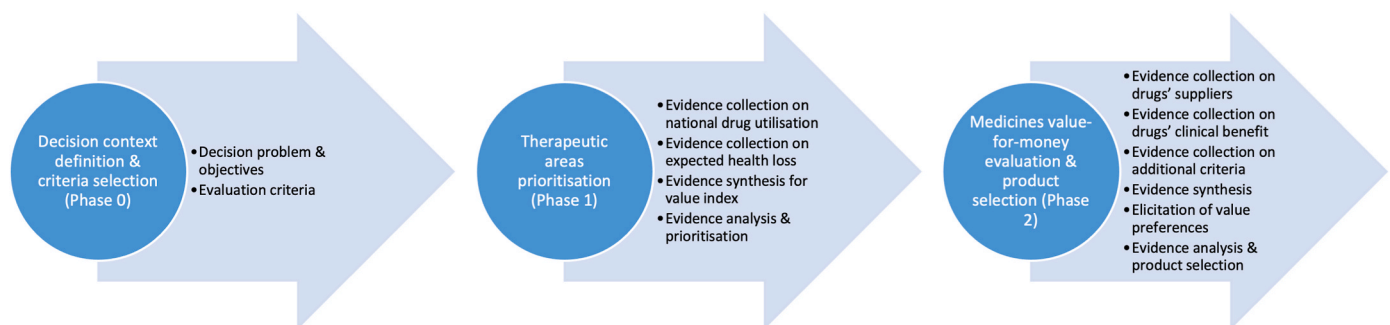 Decision context
definition &
criteria selection
(Phase 0)
•Decision problem &
objectives
•Evaluation criteria
Therapeutic
areas
prioritisation
(Phase 1)
•Evidence collection on
national drug utilisation
•Evidence collection on
expected health loss
•Evidence synthesis for
value index
•Evidence analysis &
prioritisation
Medicines value-
for-money
evaluation &
product
selection (Phase
2)
•Evidence collection on
drugs’ suppliers
•Evidence collection on
drugs’ clinical benefit
•Evidence collection on
additional criteria
•Evidence synthesis
•Elicitation of value
preferences
•Evidence analysis &
product selection